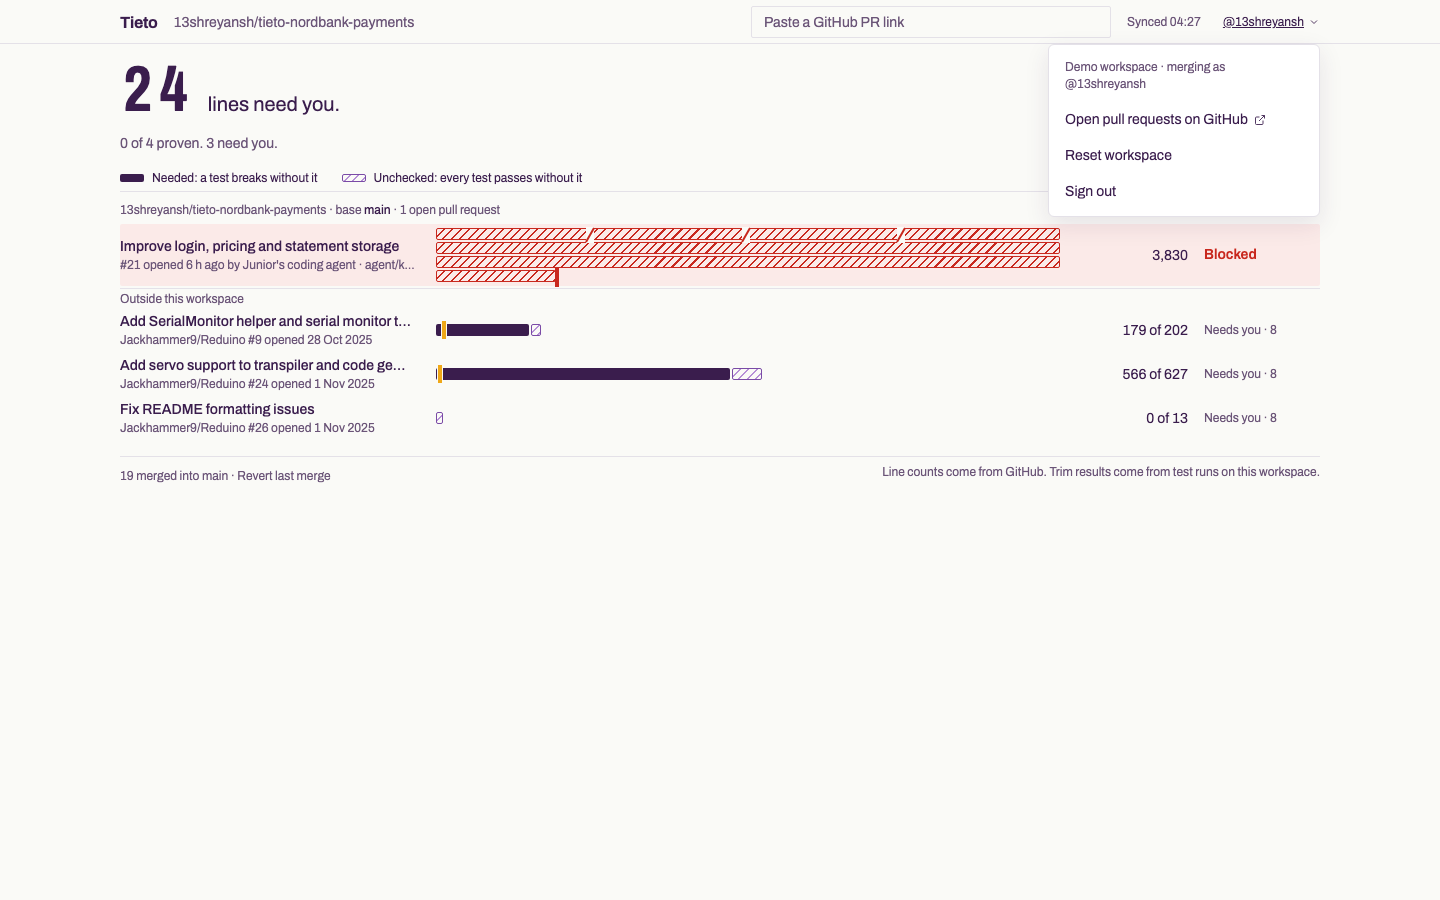 Tieto
13shreyansh/tieto-nordbank-payments
Paste a GitHub PR link
Synced 04:27
@13shreyansh
Demo workspace · merging as
@13shreyansh
Open pull requests on GitHub
Reset workspace
Sign out
24 lines need you.
0 of 4 proven. 3 need you.
Needed: a test breaks without it
Unchecked: every test passes without it
13shreyansh/tieto-nordbank-payments · base main · 1 open pull request
Improve login, pricing and statement storage
#21 opened 6 h ago by Junior's coding agent · agent/k...
3,830
Blocked
Outside this workspace
Add SerialMonitor helper and serial monitor t...
Jackhammer9/Reduino #9 opened 28 Oct 2025
179 of 202
Needs you · 8
Add servo support to transpiler and code ge...
Jackhammer9/Reduino #24 opened 1 Nov 2025
566 of 627
Needs you · 8
Fix README formatting issues
Jackhammer9/Reduino #26 opened 1 Nov 2025
0 of 13
Needs you · 8
19 merged into main · Revert last merge
Line counts come from GitHub. Trim results come from test runs on this workspace.